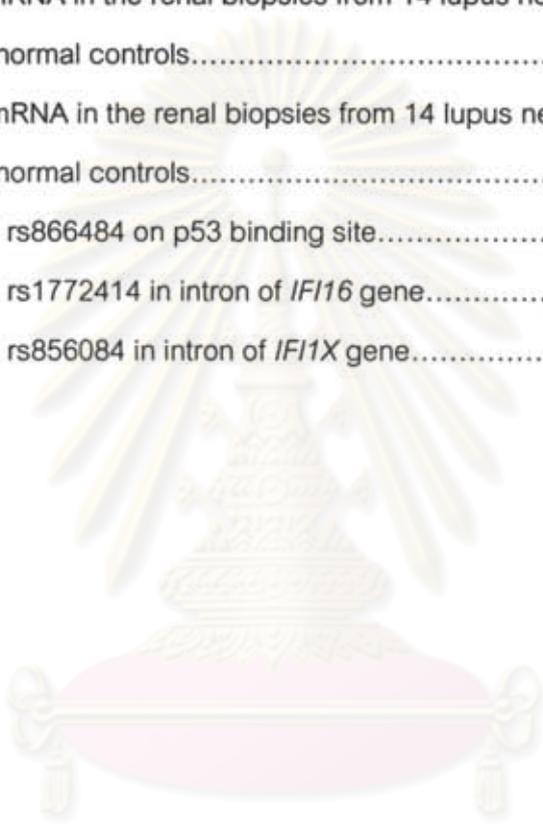 mRNA in the renal biopsies from 14 lupus ne
normal controls................................................
mRNA in the renal biopsies from 14 lupus ne
normal controls................................................
rs866484 on p53 binding site......................
rs1772414 in intron of IFI16 gene...............
rs856084 in intron of IFI1X gene.................